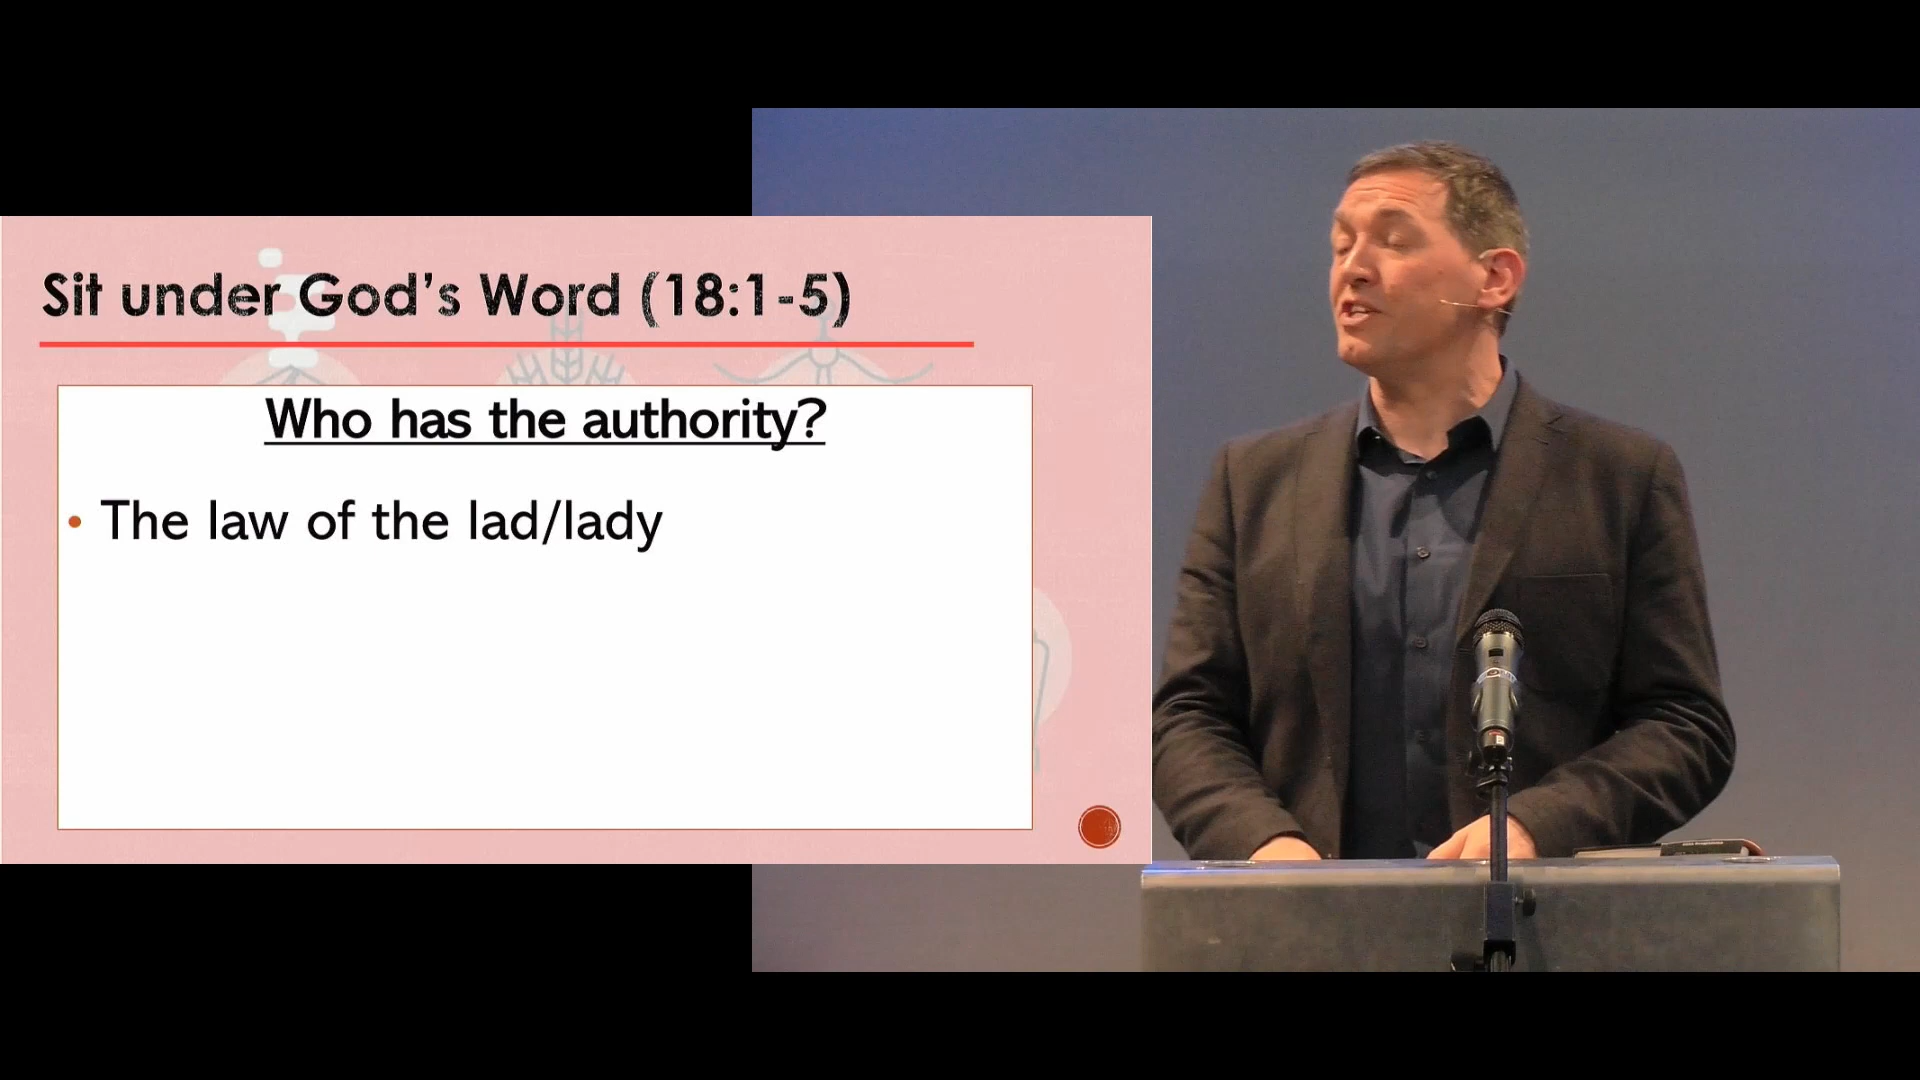 Sit under God's Word (18:1-5)
Who has the authority?
• The law of the lad/lady